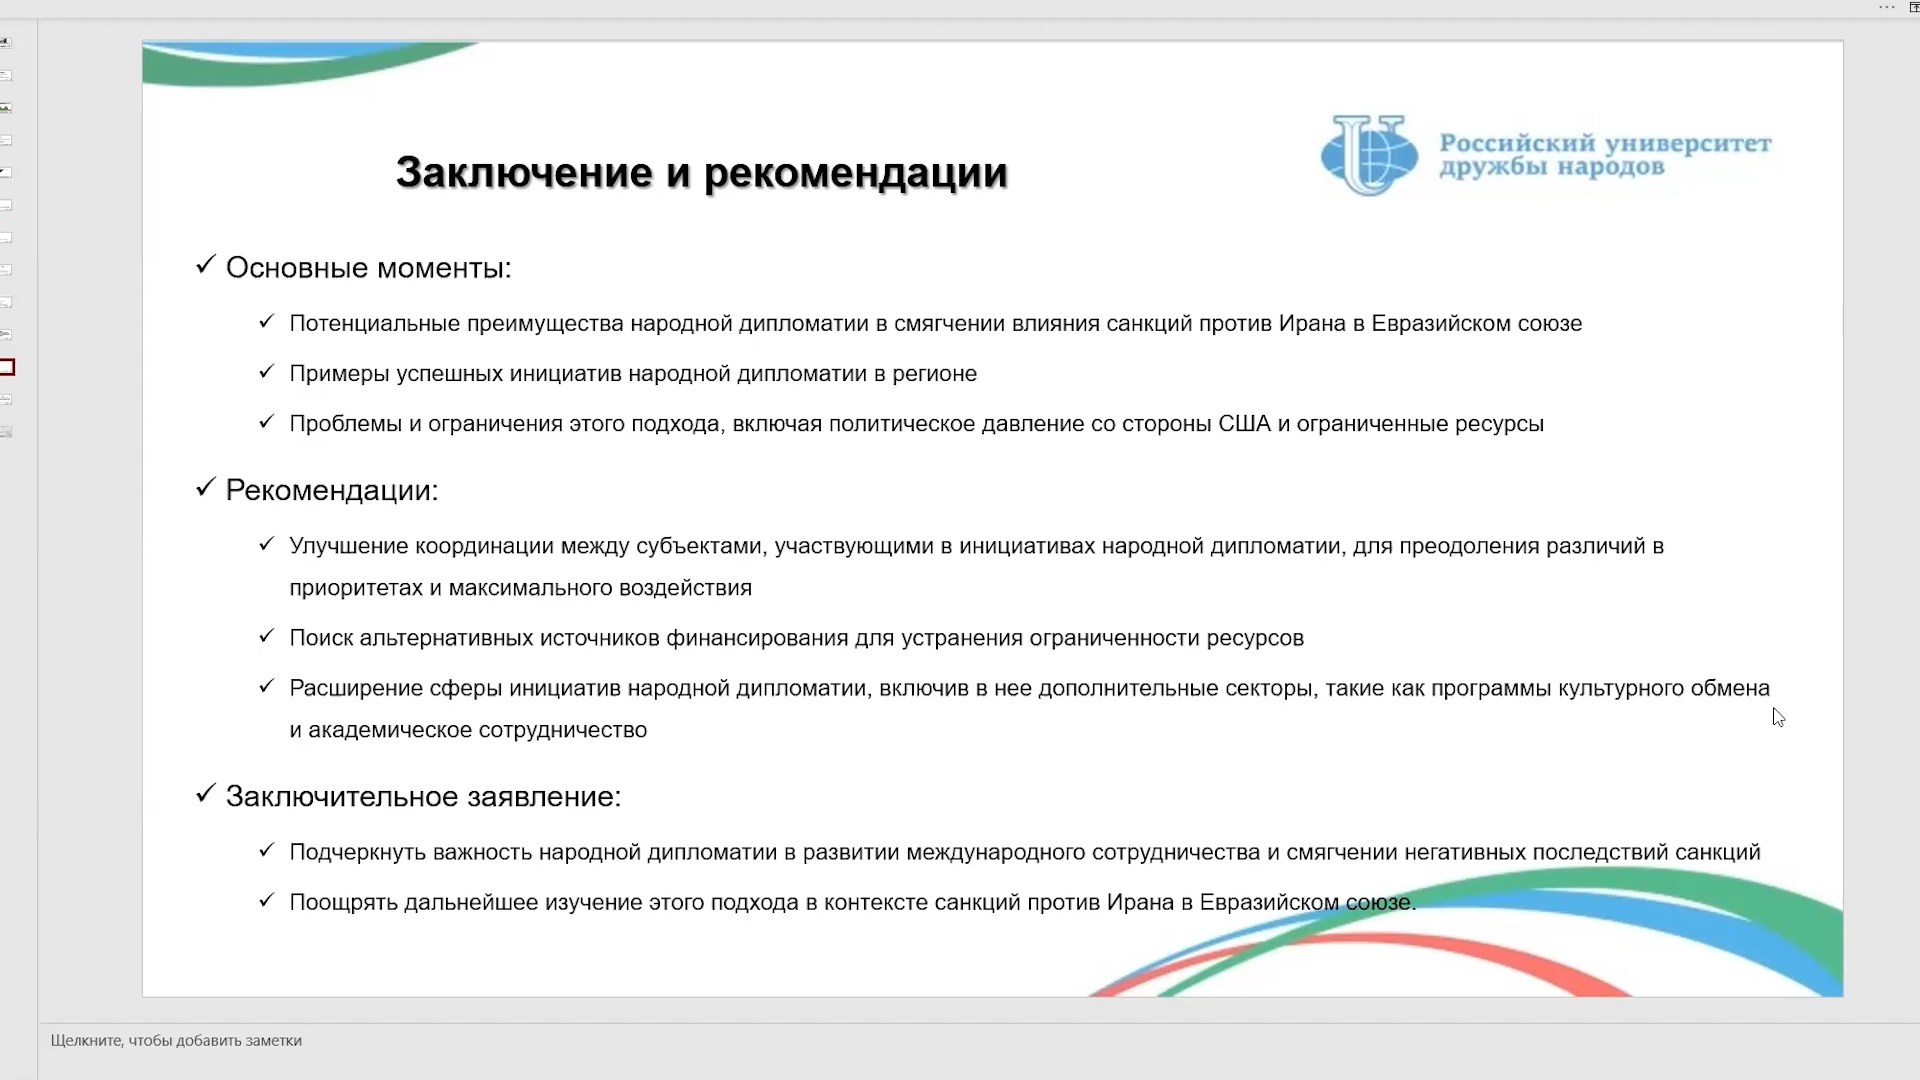 Заключение и рекомендации
Российский университет
дружбы народов
Основные моменты:
Потенциальные преимущества народной дипломатии в смягчении влияния санкций против Ирана в Евразийском союзе
Примеры успешных инициатив народной дипломатии в регионе
Проблемы и ограничения этого подхода, включая политическое давление со стороны США и ограниченные ресурсы
Рекомендации:
Улучшение координации между субъектами, участвующими в инициативах народной дипломатии, для преодоления различий в
приоритетах и максимального воздействия
Поиск альтернативных источников финансирования для устранения ограниченности ресурсов
Расширение сферы инициатив народной дипломатии, включив в нее дополнительные секторы, такие как программы культурного обмена
и академическое сотрудничество
Заключительное заявление:
Подчеркнуть важность народной дипломатии в развитии международного сотрудничества и смягчении негативных последствий санкций
Поощрять дальнейшее изучение этого подхода в контексте санкций против Ирана в Евразийском союзе.
Щелкните, чтобы добавить заметки